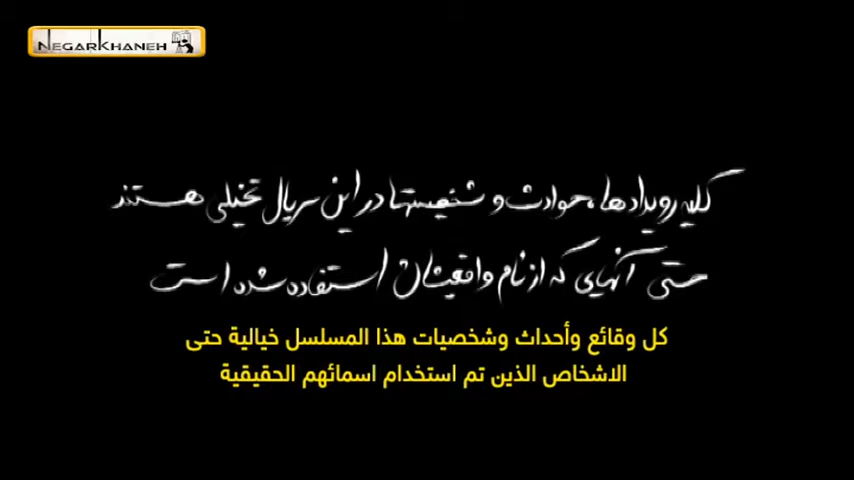 NEGARKHANEH
کلیه رویدادها، حوادث و شخصیتها در این سریال تخیلی هستند
حتی آنهایی که از نام واقعیشان استفاده شده است
كل وقائع وأحداث وشخصيات هذا المسلسل خيالية حتى
الاشخاص الذين تم استخدام اسمائهم الحقيقية